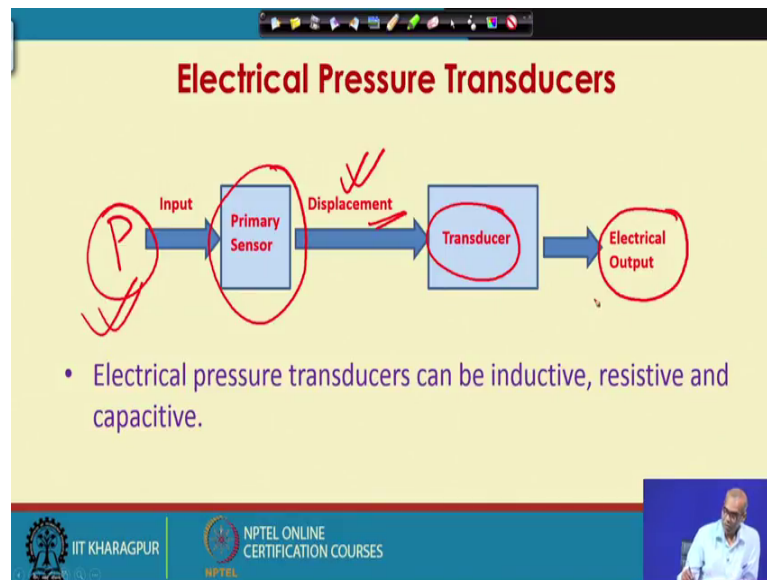 Electrical Pressure Transducers
P
Input
Primary
Sensor
Displacement
Transducer
Electrical
Output
• Electrical pressure transducers can be inductive, resistive and
capacitive.
IIT KHARAGPUR
NPTEL
NPTEL ONLINE
CERTIFICATION COURSES